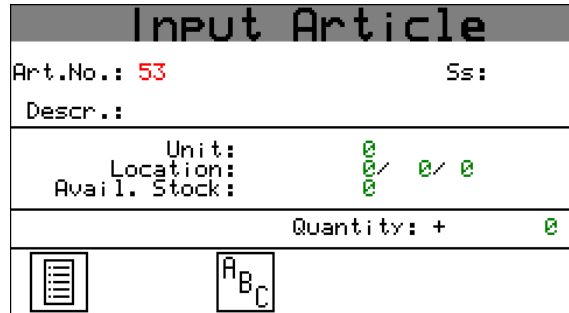 Input Article
Art.No.: 53 Ss:
Descr.:
Unit: 0
Location: 0/ 0/ 0
Avail. Stock: 0
Quantity: + 0
ABC